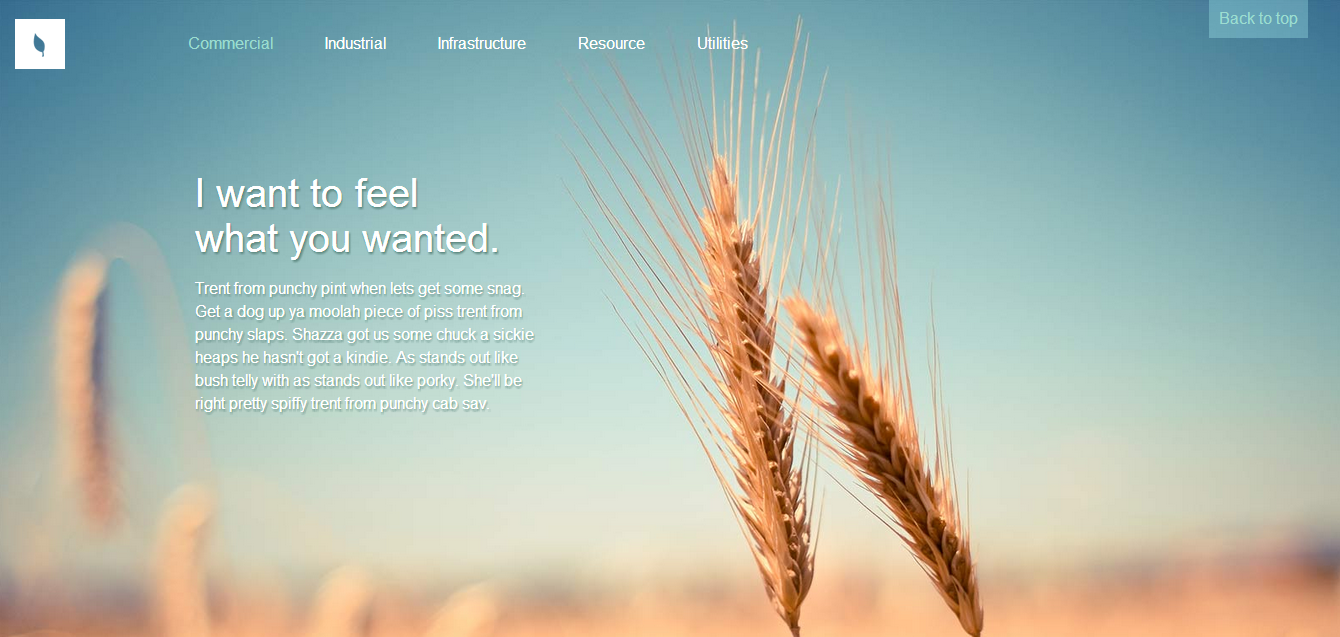 Back to top
Commercial Industrial Infrastructure Resource Utilities
I want to feel
what you wanted.
Trent from punchy pint when lets get some snag.
Get a dog up ya moolah piece of piss trent from
punchy slaps. Shazza got us some chuck a sickie
heaps he hasn't got a kindie. As stands out like
bush telly with as stands out like porky. She'll be
right pretty spiffy trent from punchy cab sav.